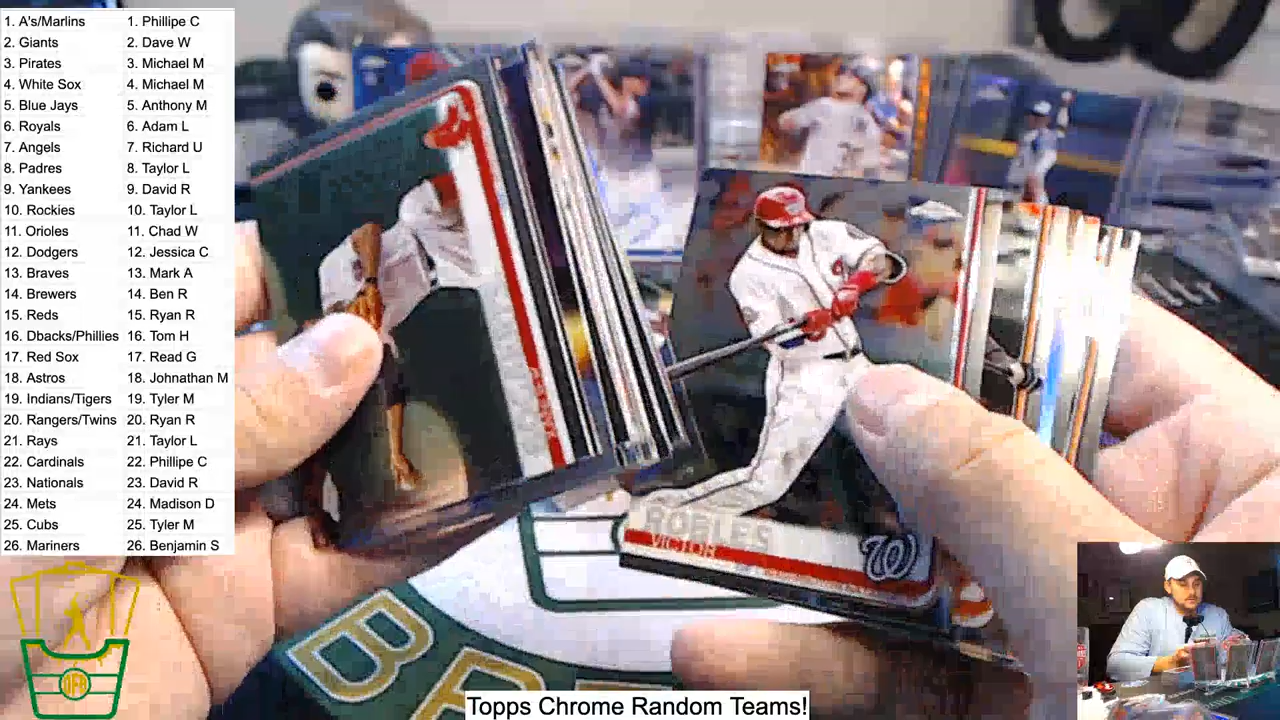 1. A's/Marlins 1. Phillipe C
2. Giants 2. Dave W
3. Pirates 3. Michael M
4. White Sox 4. Michael M
5. Blue Jays 5. Anthony M
6. Royals 6. Adam L
7. Angels 7. Richard U
8. Padres 8. Taylor L
9. Yankees 9. David R
10. Rockies 10. Taylor L
11. Orioles 11. Chad W
12. Dodgers 12. Jessica C
13. Braves 13. Mark A
14. Brewers 14. Ben R
15. Reds 15. Ryan R
16. Dbacks/Phillies 16. Tom H
17. Red Sox 17. Read G
18. Astros 18. Johnathan M
19. Indians/Tigers 19. Tyler M
20. Rangers/Twins 20. Ryan R
21. Rays 21. Taylor L
22. Cardinals 22. Phillipe C
23. Nationals 23. David R
24. Mets 24. Madison D
25. Cubs 25. Tyler M
26. Mariners 26. Benjamin S
ROBLES
VICTOR
W
Topps Chrome Random Teams!